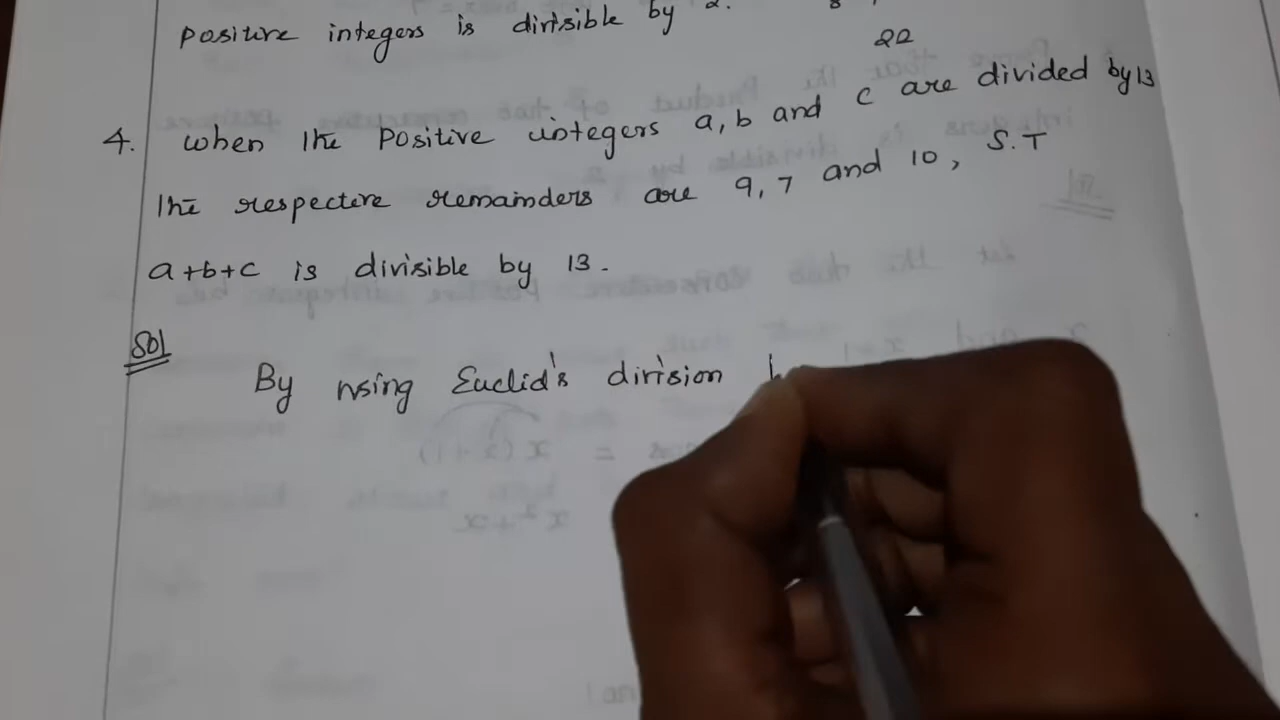 positive integers is divisible by 2.
22
4. when the positive integers a, b and c are divided by 13
the respective remainders are 9, 7 and 10, S.T
a+b+c is divisible by 13.
Sol
By using Euclid's division